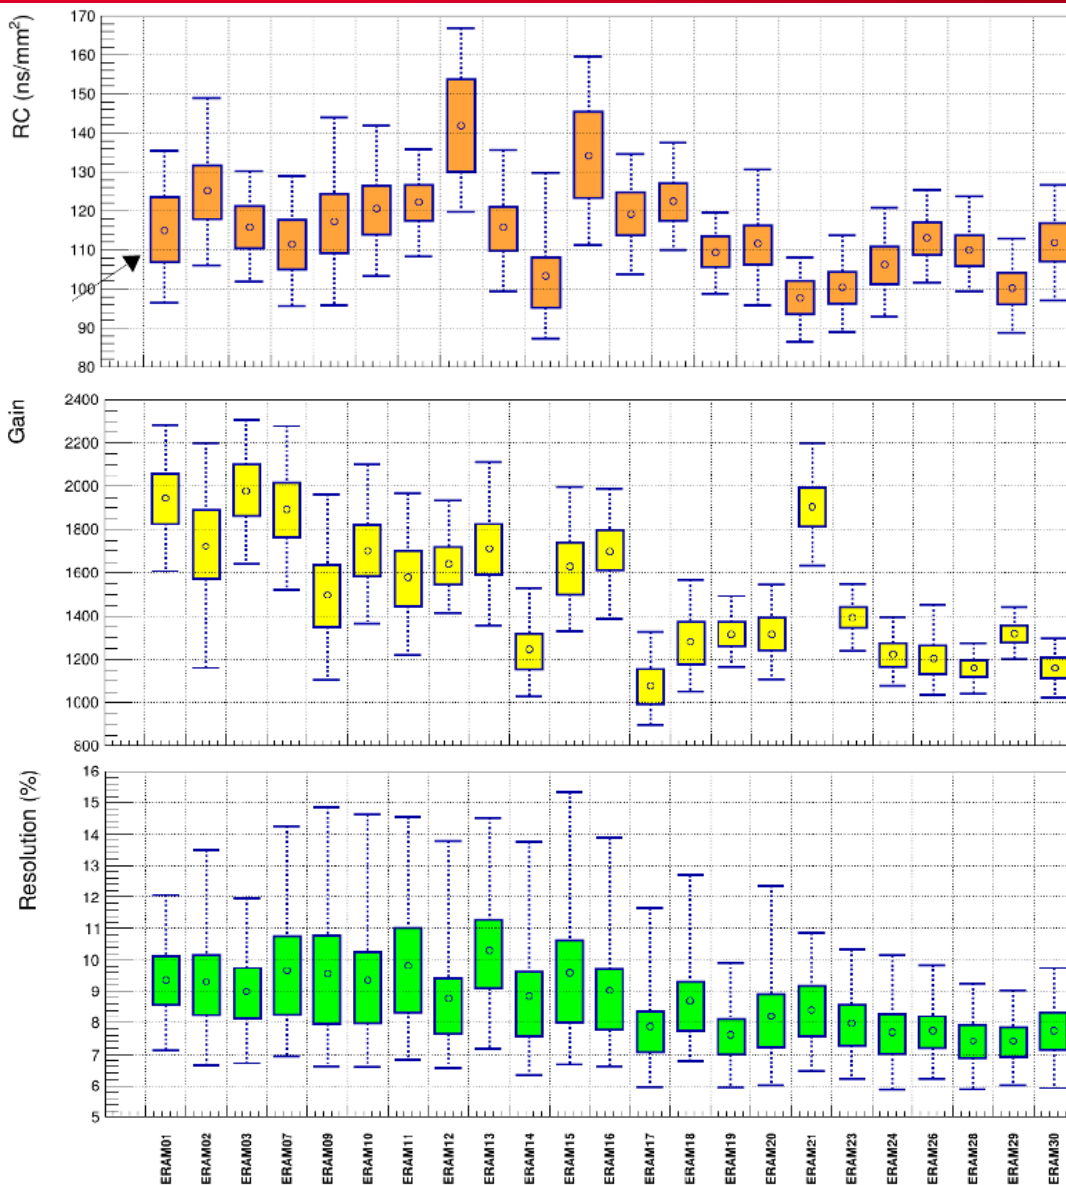 RC (ns/mm²)
170
160
150
140
130
120
110
100
90
80
Gain
2400
2200
2000
1800
1600
1400
1200
1000
800
Resolution (%)
16
15
14
13
12
11
10
9
8
7
6
5
ERAM01
ERAM02
ERAM03
ERAM07
ERAM09
ERAM10
ERAM11
ERAM12
ERAM13
ERAM14
ERAM15
ERAM16
ERAM17
ERAM18
ERAM19
ERAM20
ERAM21
ERAM23
ERAM24
ERAM26
ERAM28
ERAM29
ERAM30